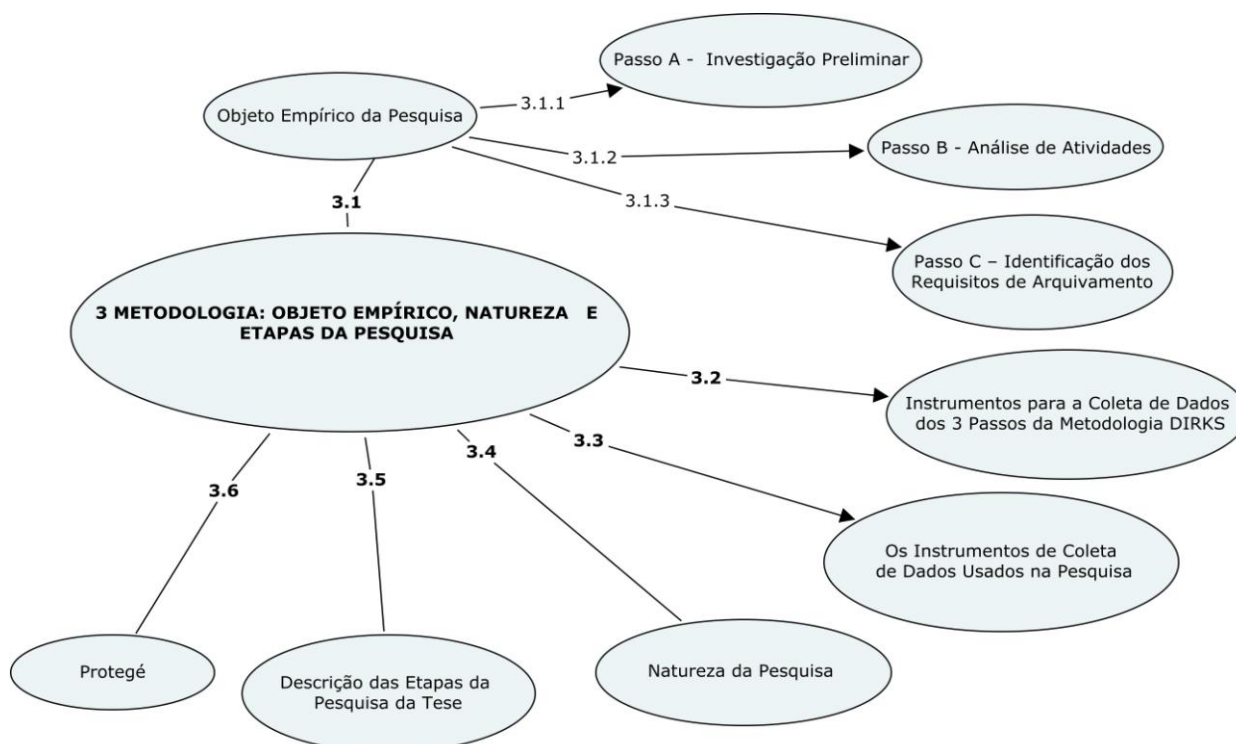 Passo A - Investigação Preliminar
Objeto Empírico da Pesquisa
3.1.1
3.1.2
Passo B - Análise de Atividades
3.1.3
3.1
Passo C – Identificação dos
Requisitos de Arquivamento
3 METODOLOGIA: OBJETO EMPÍRICO, NATUREZA E
ETAPAS DA PESQUISA
3.2
Instrumentos para a Coleta de Dados
dos 3 Passos da Metodologia DIRKS
3.3
3.4
3.5
3.6
Os Instrumentos de Coleta
de Dados Usados na Pesquisa
Protegé
Descrição das Etapas da
Pesquisa da Tese
Natureza da Pesquisa